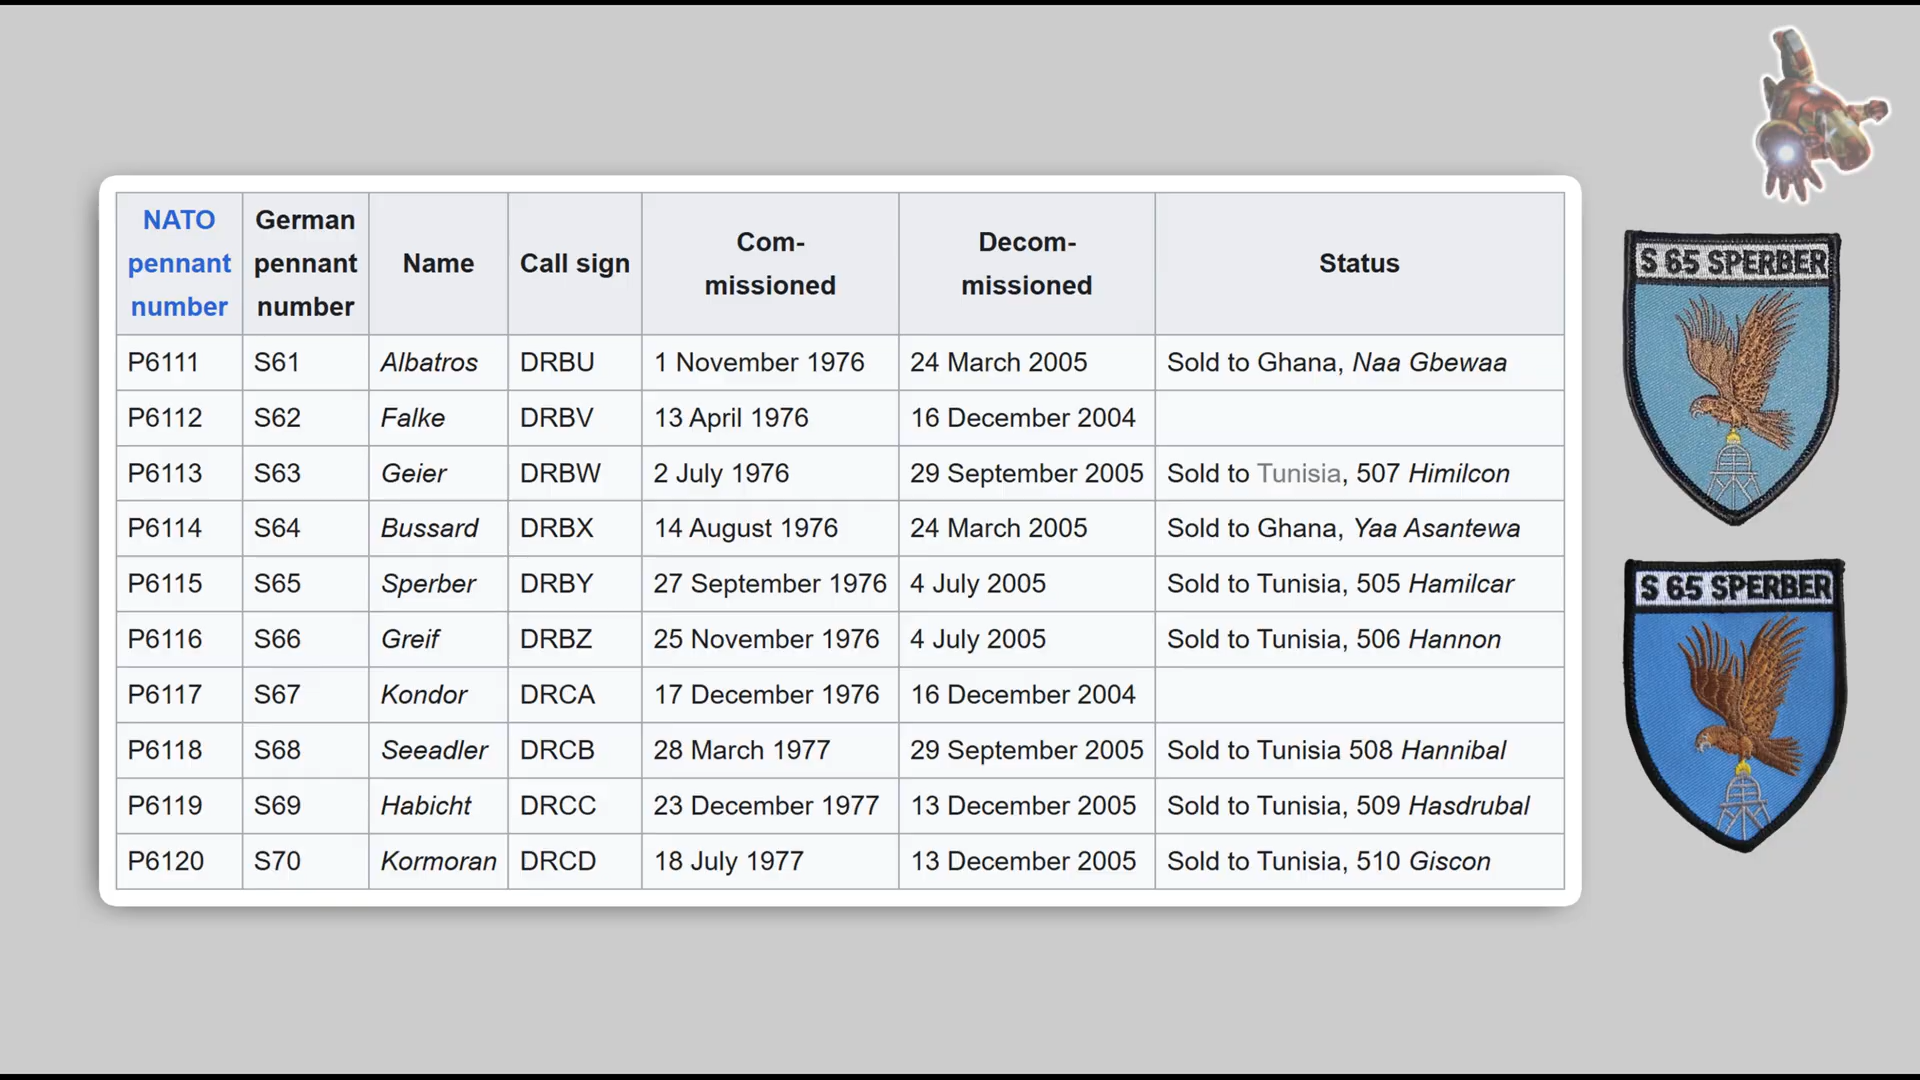 NATO pennant number German pennant number Name Call sign Com-missioned Decom-missioned Status
P6111 S61 Albatros DRBU 1 November 1976 24 March 2005 Sold to Ghana, Naa Gbewaa
P6112 S62 Falke DRBV 13 April 1976 16 December 2004
P6113 S63 Geier DRBW 2 July 1976 29 September 2005 Sold to Tunisia, 507 Himilcon
P6114 S64 Bussard DRBX 14 August 1976 24 March 2005 Sold to Ghana, Yaa Asantewa
P6115 S65 Sperber DRBY 27 September 1976 4 July 2005 Sold to Tunisia, 505 Hamilcar
P6116 S66 Greif DRBZ 25 November 1976 4 July 2005 Sold to Tunisia, 506 Hannon
P6117 S67 Kondor DRCA 17 December 1976 16 December 2004
P6118 S68 Seeadler DRCB 28 March 1977 29 September 2005 Sold to Tunisia 508 Hannibal
P6119 S69 Habicht DRCC 23 December 1977 13 December 2005 Sold to Tunisia, 509 Hasdrubal
P6120 S70 Kormoran DRCD 18 July 1977 13 December 2005 Sold to Tunisia, 510 Giscon
S 65 SPERBER
S 65 SPERBER